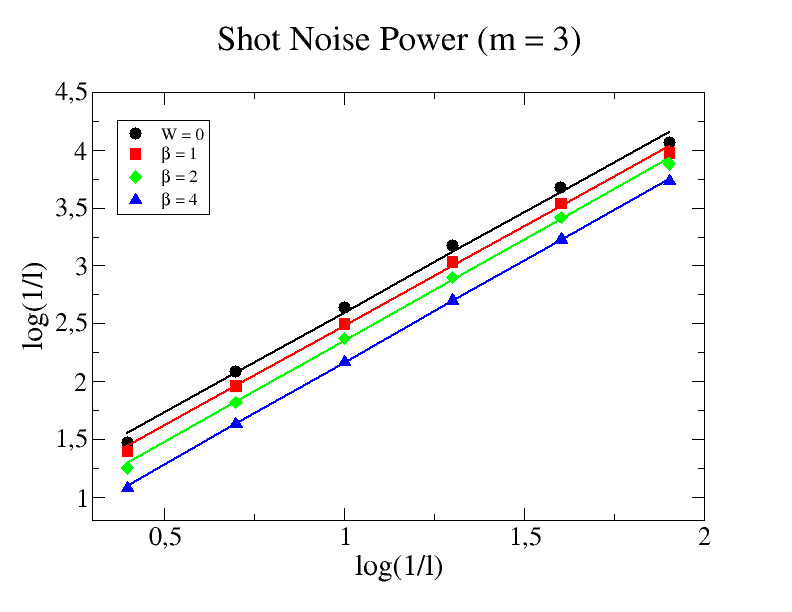 Shot Noise Power (m = 3)
4,5
4
3,5
3
2,5
2
1,5
1
log(1/l)
W = 0
β = 1
β = 2
β = 4
0,5
1
1,5
2
log(1/l)